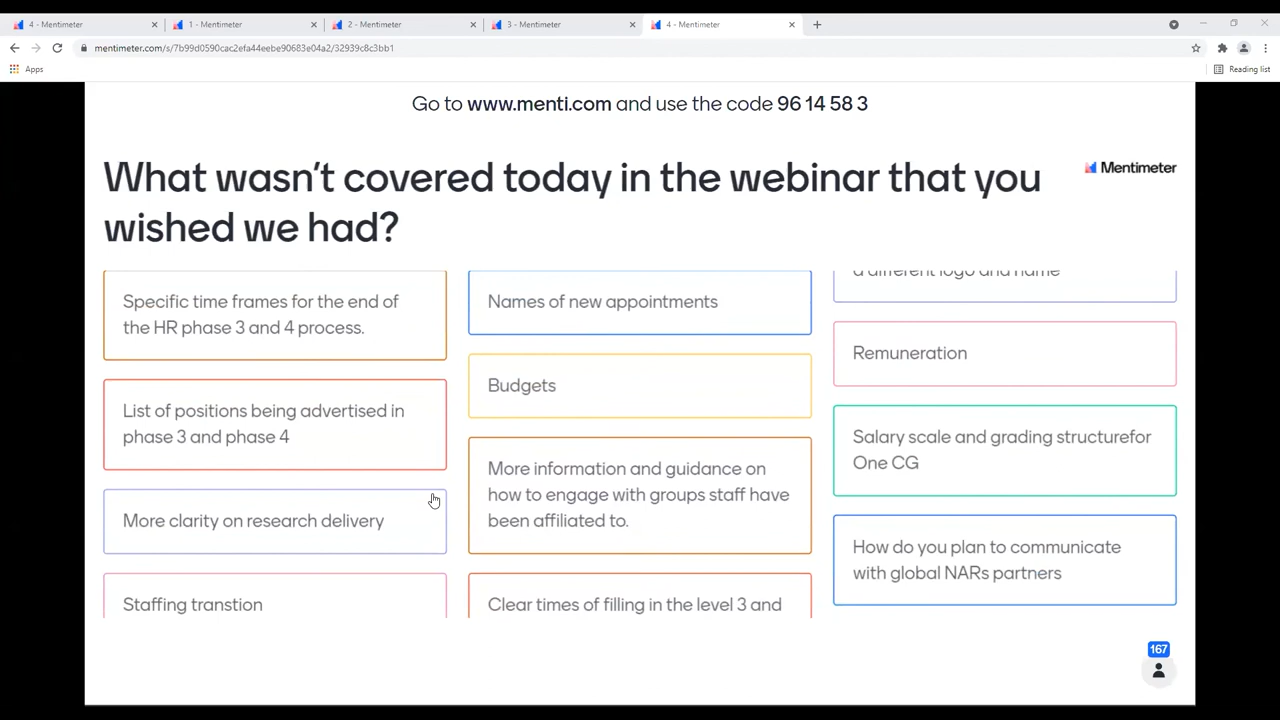 4 - Mentimeter
1 - Mentimeter
2 - Mentimeter
3 - Mentimeter
4 - Mentimeter
mentimeter.com/s/7b99d0590cac2efa44eebe90683e04a2/32939c8c3bb1
Apps
Reading list
Go to www.menti.com and use the code 96 14 58 3
What wasn't covered today in the webinar that you
wished we had?
Mentimeter
Specific time frames for the end of
the HR phase 3 and 4 process.
List of positions being advertised in
phase 3 and phase 4
More clarity on research delivery
Staffing transtion
Names of new appointments
Budgets
More information and guidance on
how to engage with groups staff have
been affiliated to.
Clear times of filling in the level 3 and
a different logo and name
Remuneration
Salary scale and grading structurefor
One CG
How do you plan to communicate
with global NARs partners
167